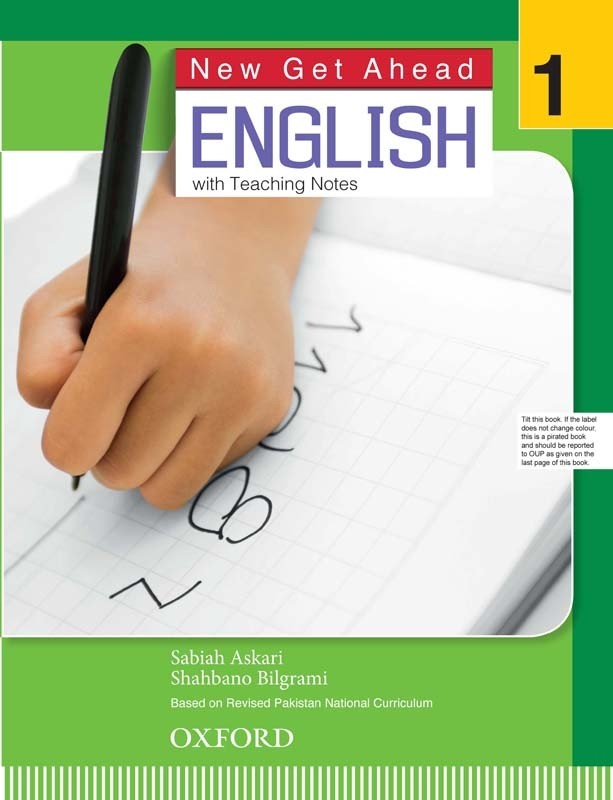 New Get Ahead
1
ENGLISH
with Teaching Notes
Tilt this book. If the label
does not change colour,
this is a pirated book
and should be reported
to OUP as given on the
last page of this book.
Sabiah Askari
Shahbano Bilgrami
Based on Revised Pakistan National Curriculum
OXFORD